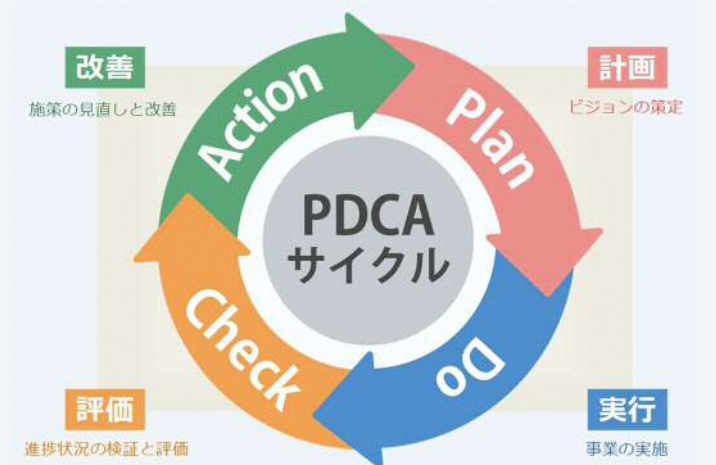 改善
施策の見直しと改善
計画
ビジョンの策定
Action
Plan
PDCA
サイクル
Check
Do
評価
進捗状況の検証と評価
実行
事業の実施